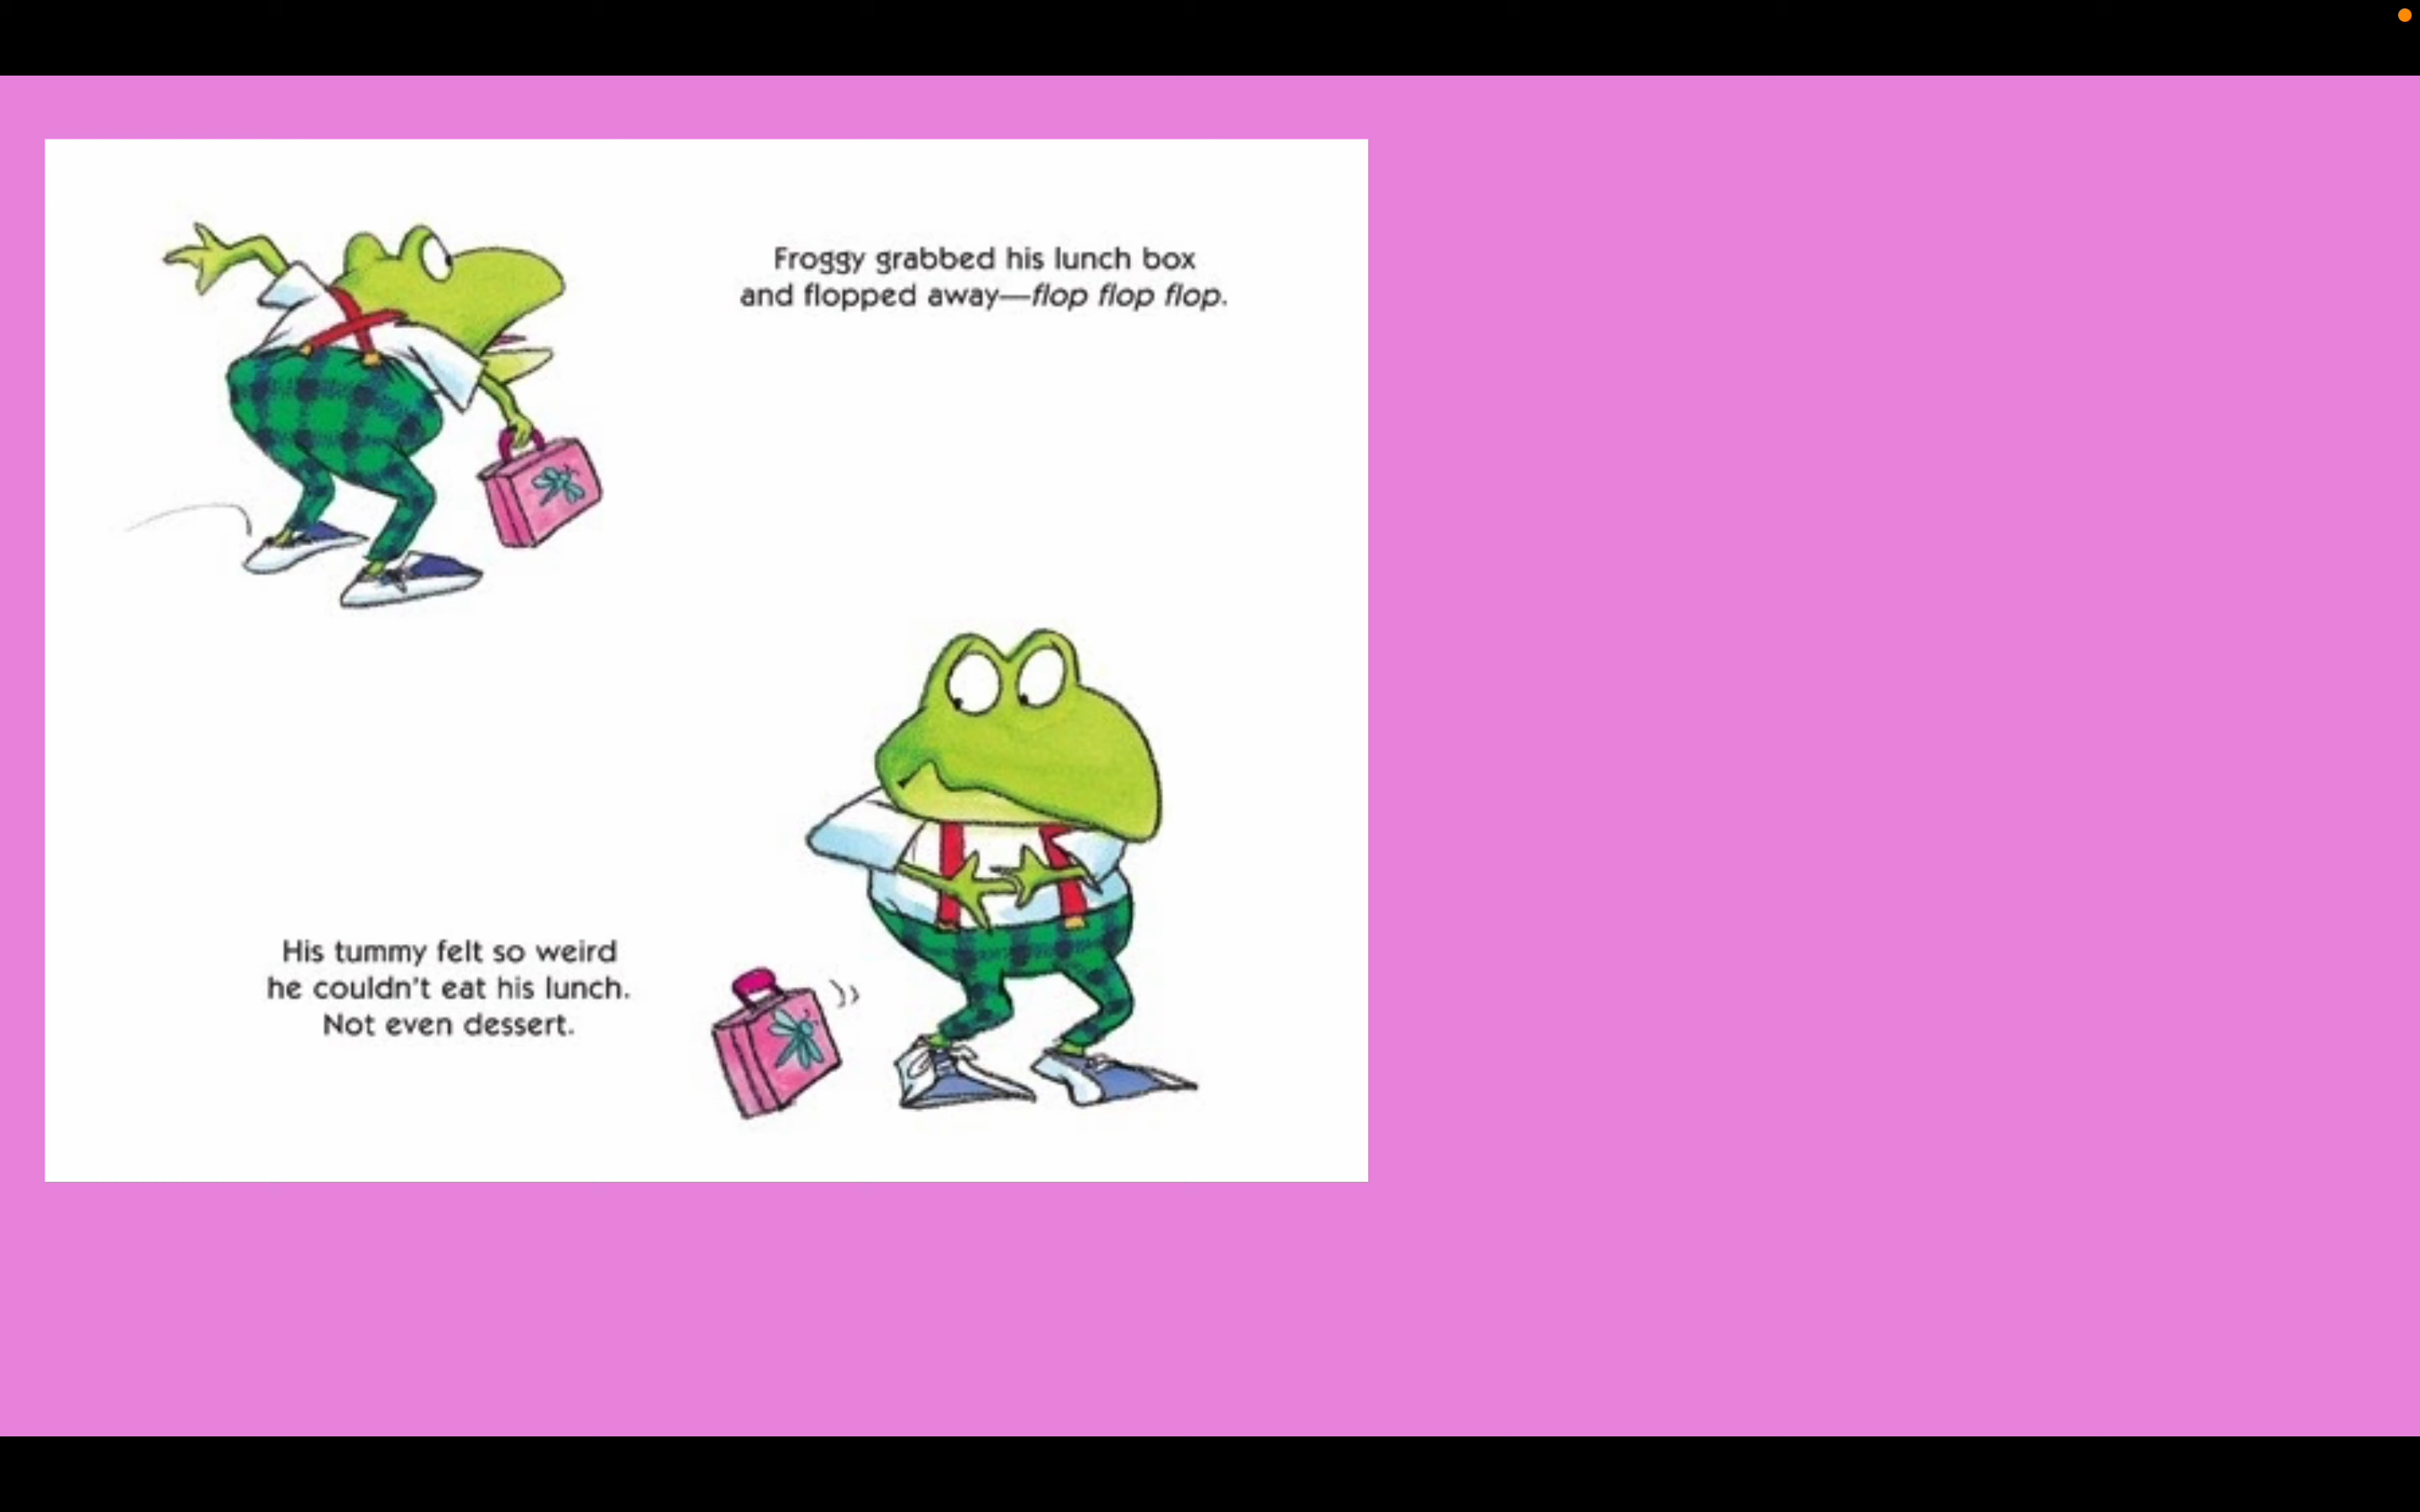 Froggy grabbed his lunch box
and flopped away—flop flop flop.
His tummy felt so weird
he couldn't eat his lunch.
Not even dessert.